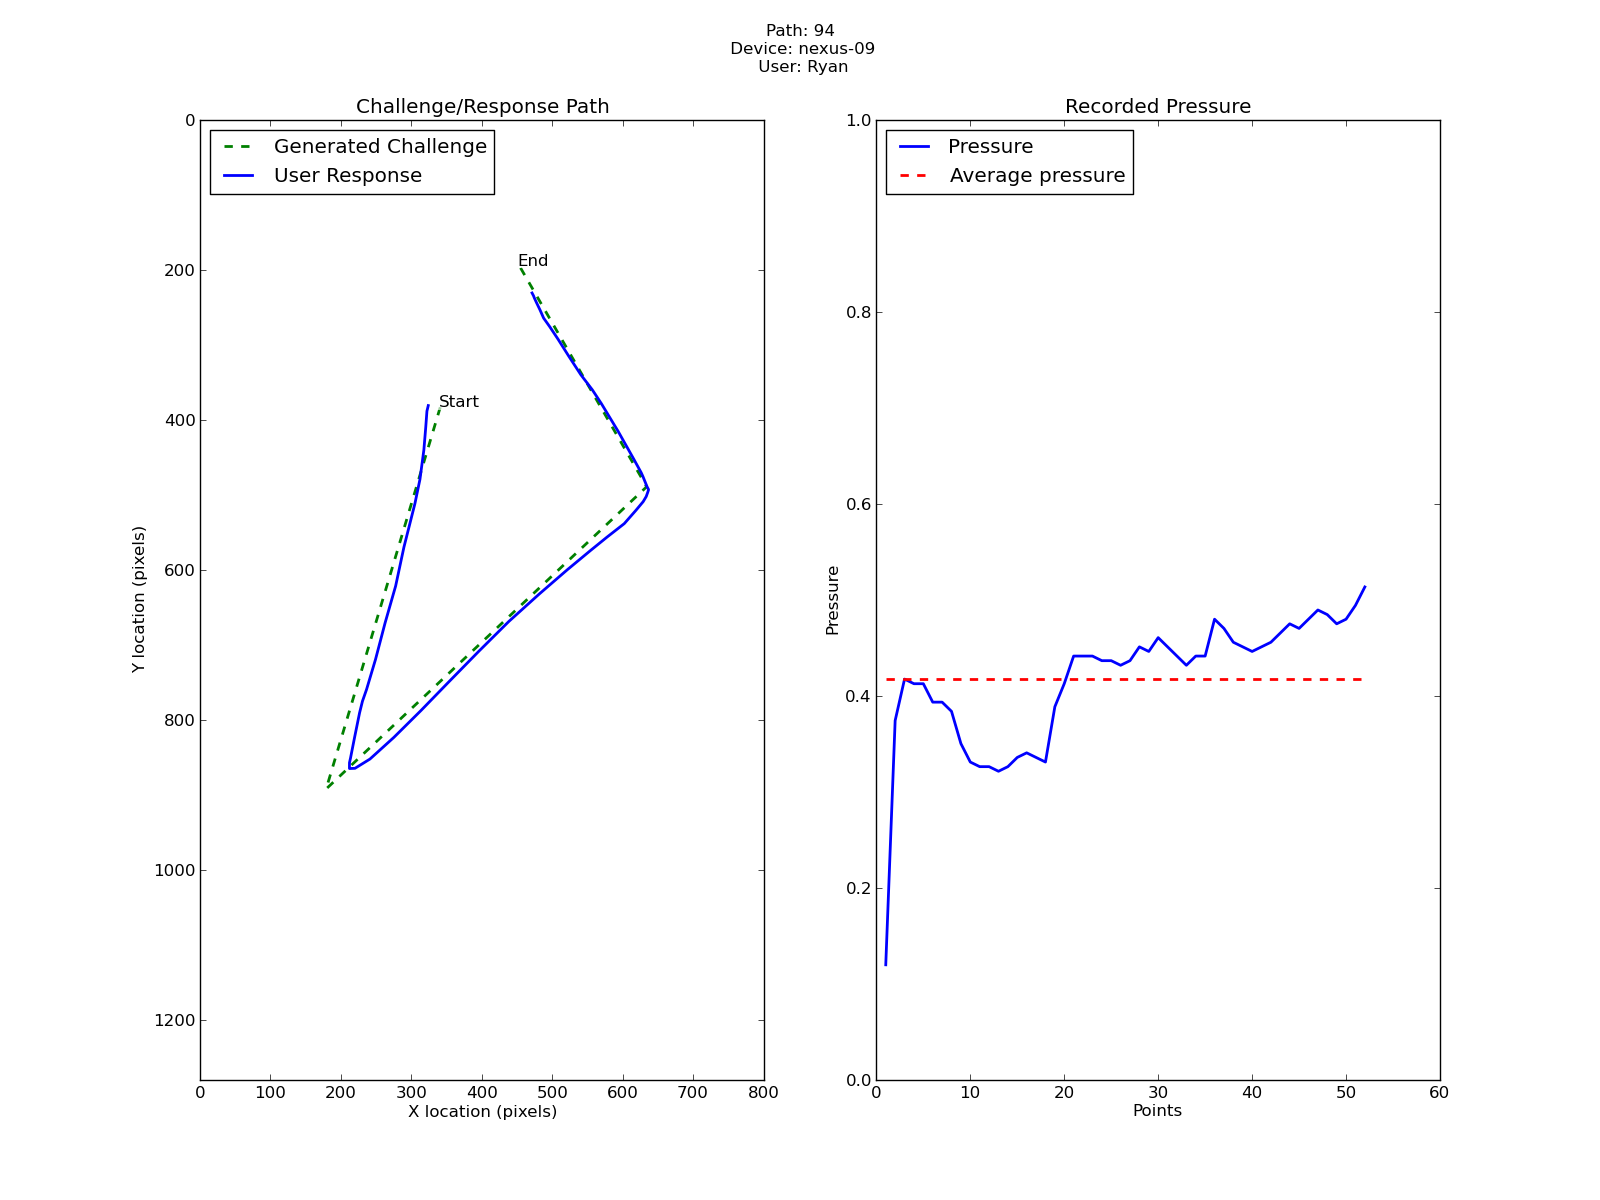 Path: 94
Device: nexus-09
User: Ryan
Challenge/Response Path
Generated Challenge
User Response
End
Start
0
200
400
600
800
1000
1200
Y location (pixels)
0 100 200 300 400 500 600 700 800
X location (pixels)
Recorded Pressure
Pressure
Average pressure
1.0
0.8
0.6
0.4
0.2
0.0
Pressure
0 10 20 30 40 50 60
Points